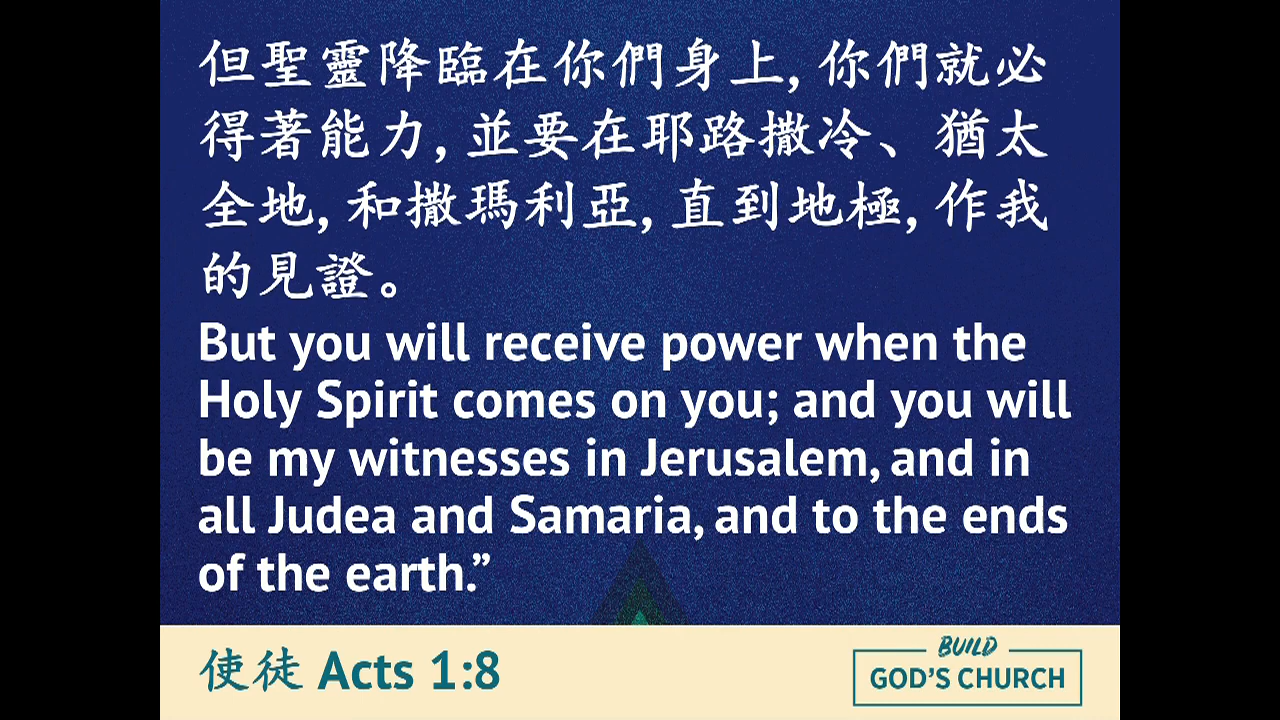 但聖靈降臨在你們身上, 你們就必
得著能力, 並要在耶路撒冷、猶太
全地, 和撒瑪利亞, 直到地極, 作我
的見證。
But you will receive power when the
Holy Spirit comes on you; and you will
be my witnesses in Jerusalem, and in
all Judea and Samaria, and to the ends
of the earth.”
使徒 Acts 1:8
BUILD
GOD’S CHURCH